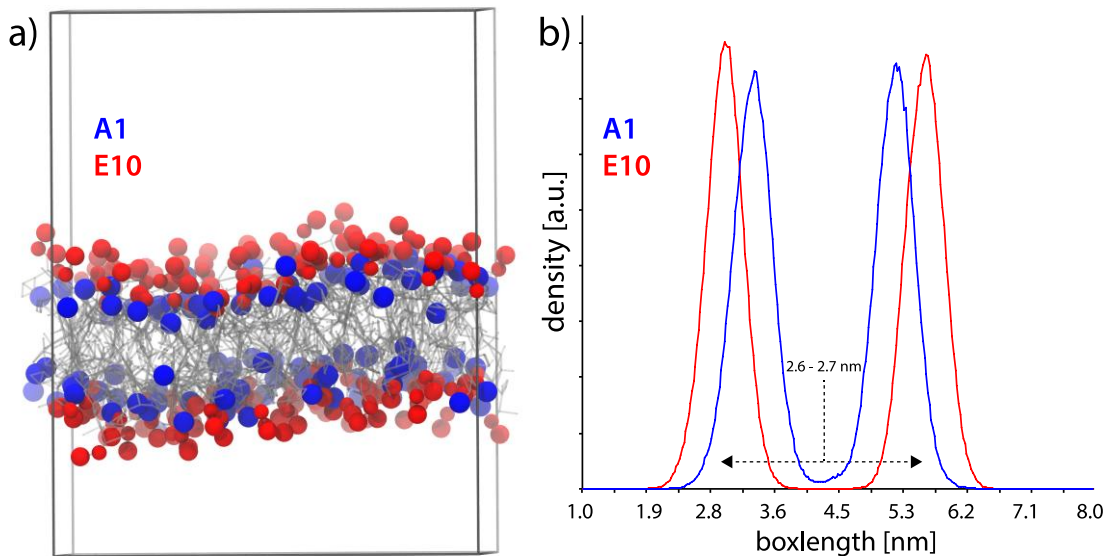 a)
A1
E10
b)
A1
E10
density [a.u.]
2.6 - 2.7 nm
1.0 1.9 2.8 3.6 4.5 5.3 6.2 7.1 8.0
boxlength [nm]